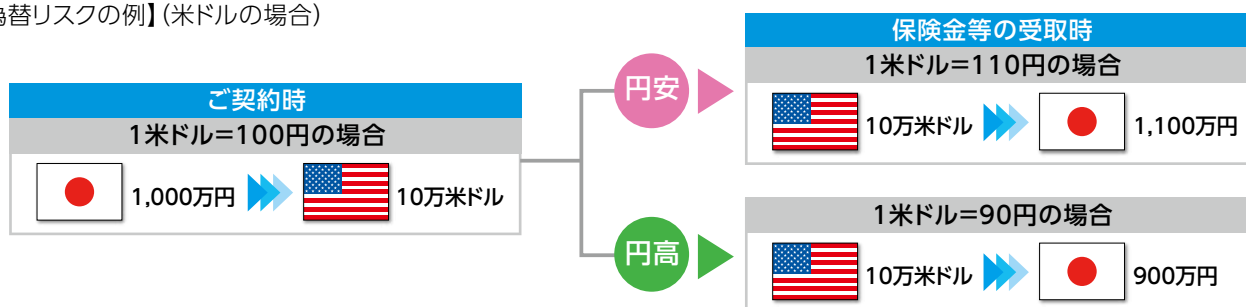 替リスクの例】(米ドルの場合)
ご契約時
1米ドル=100円の場合
1,000万円 10万米ドル
円安
保険金等の受取時
1米ドル=110円の場合
10万米ドル 1,100万円
円高
1米ドル=90円の場合
10万米ドル 900万円